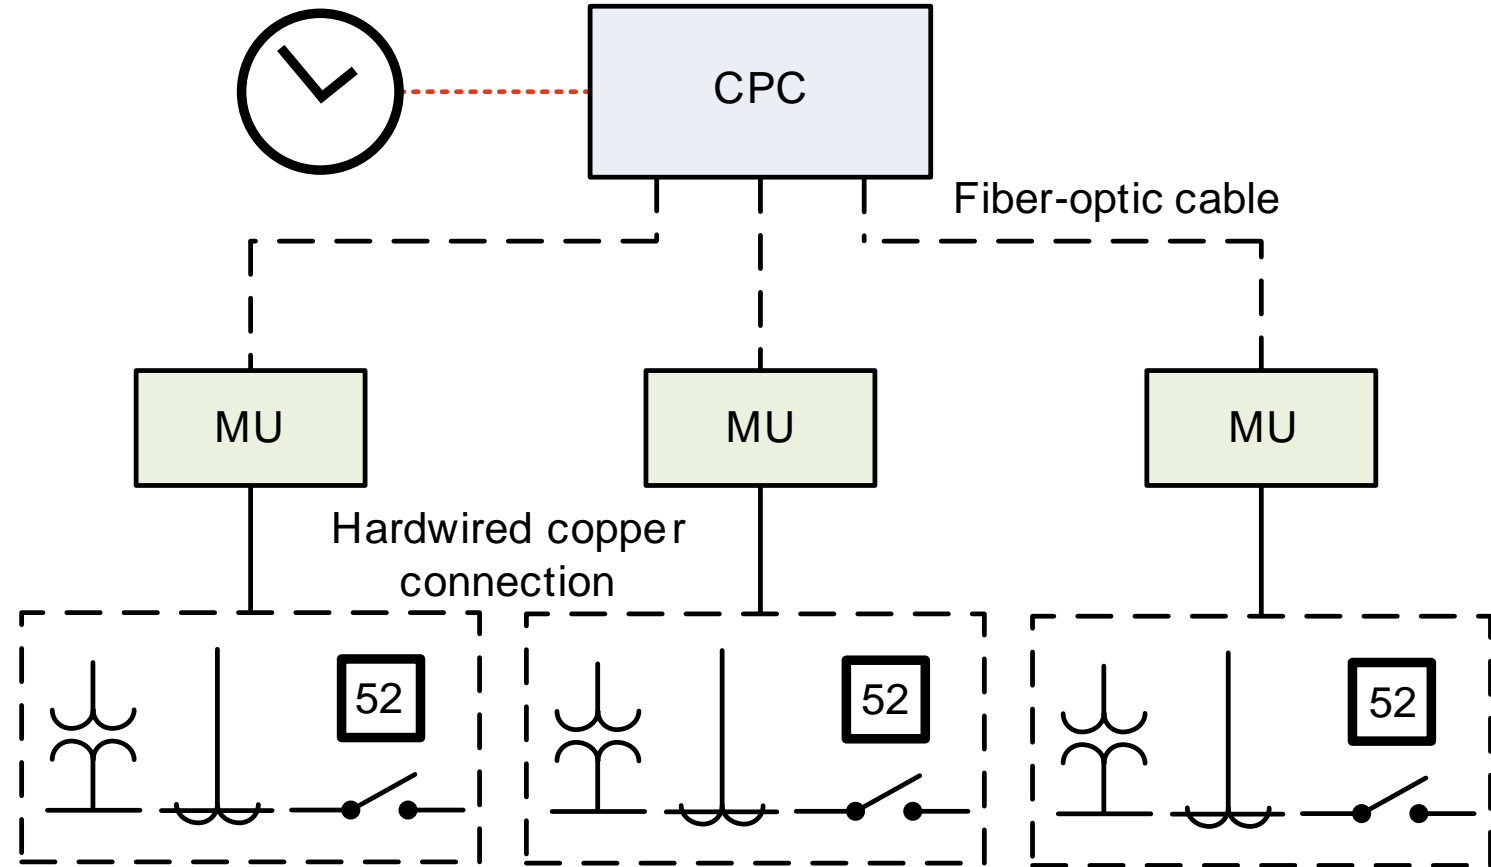 CPC
Fiber-optic cable
MU
MU
MU
Hardwired copper
connection
52
52
52